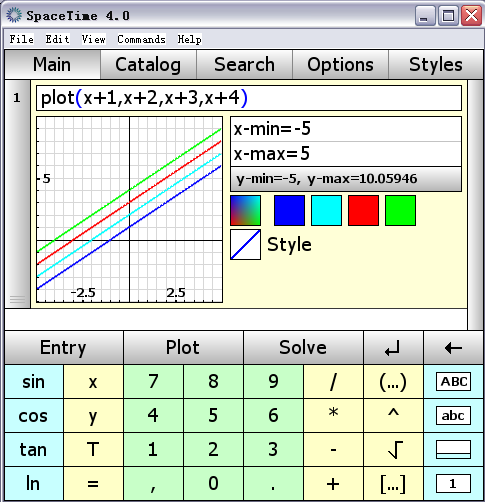 SpaceTime 4.0
File Edit View Commands Help
Main Catalog Search Options Styles
1 plot(x+1,x+2,x+3,x+4)
x-min=-5
x-max=5
y-min=-5, y-max=10.05946
5
-2.5 2.5
Style
Entry Plot Solve ↵ ←
sin x 7 8 9 / (...) ABC
cos y 4 5 6 * ^ abc
tan T 1 2 3 - √
ln = , 0 . + [...] 1